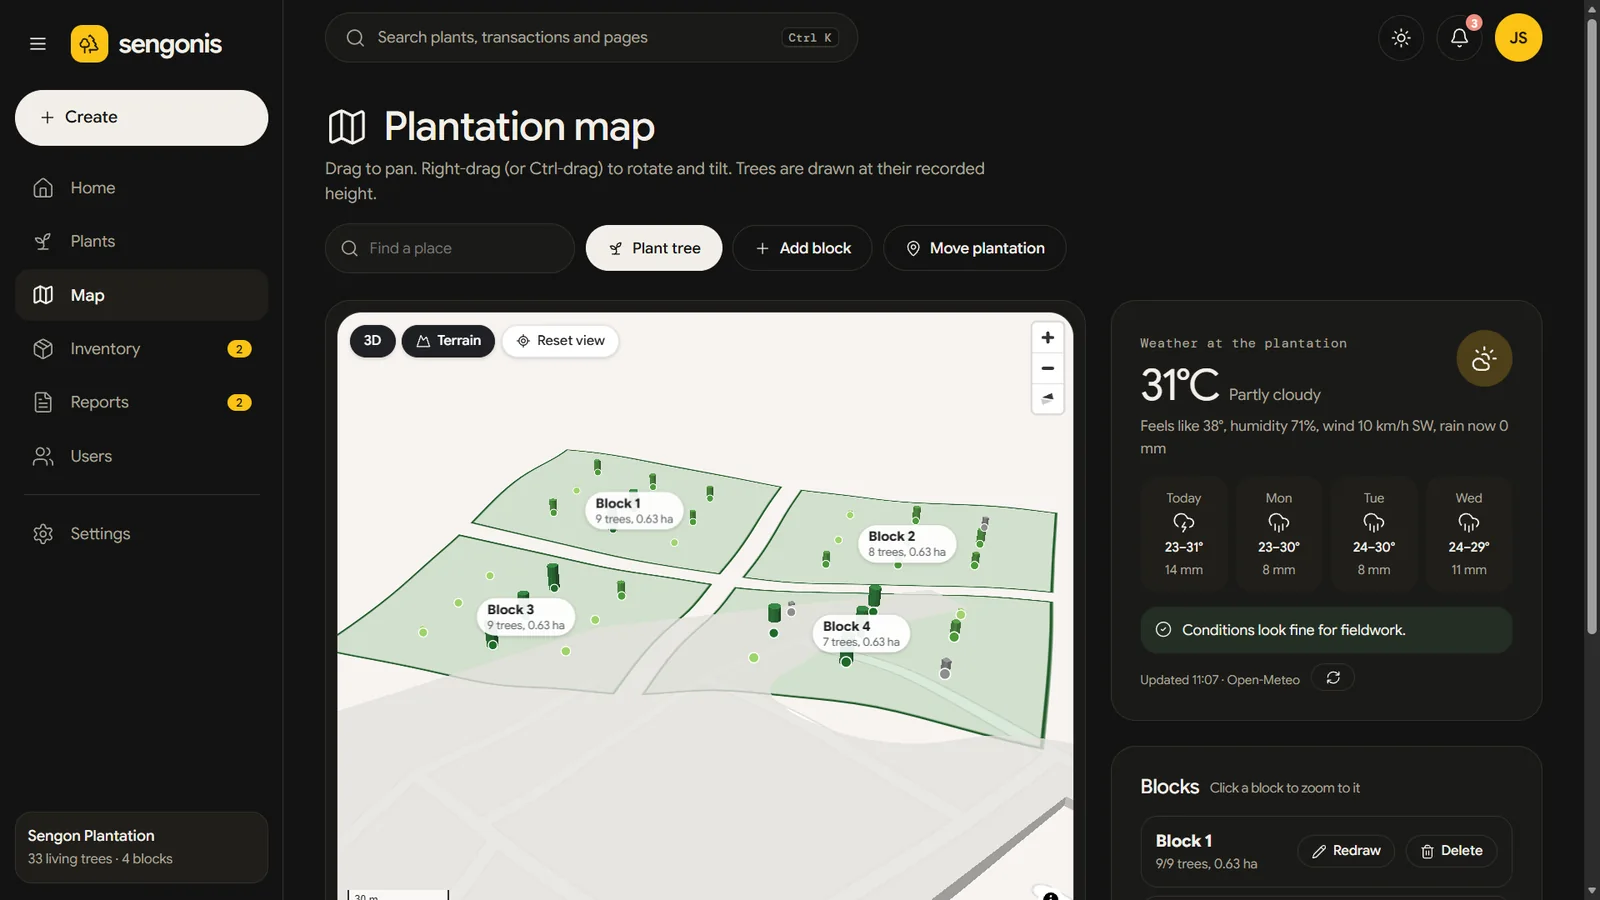 sengonis
Search plants, transactions and pages
Ctrl K
3
JS
Create
Home
Plants
Map
Inventory
2
Reports
2
Users
Settings
Sengon Plantation
33 living trees · 4 blocks
Plantation map
Drag to pan. Right-drag (or Ctrl-drag) to rotate and tilt. Trees are drawn at their recorded
height.
Find a place
Plant tree
Add block
Move plantation
3D
Terrain
Reset view
Block 1
9 trees, 0.63 ha
Block 2
8 trees, 0.63 ha
Block 3
9 trees, 0.63 ha
Block 4
7 trees, 0.63 ha
30 m
Weather at the plantation
31°C Partly cloudy
Feels like 38°, humidity 71%, wind 10 km/h SW, rain now 0
mm
Today
23–31°
14 mm
Mon
23–30°
8 mm
Tue
24–30°
8 mm
Wed
24–29°
11 mm
Conditions look fine for fieldwork.
Updated 11:07 · Open-Meteo
Blocks Click a block to zoom to it
Block 1
9/9 trees, 0.63 ha
Redraw
Delete